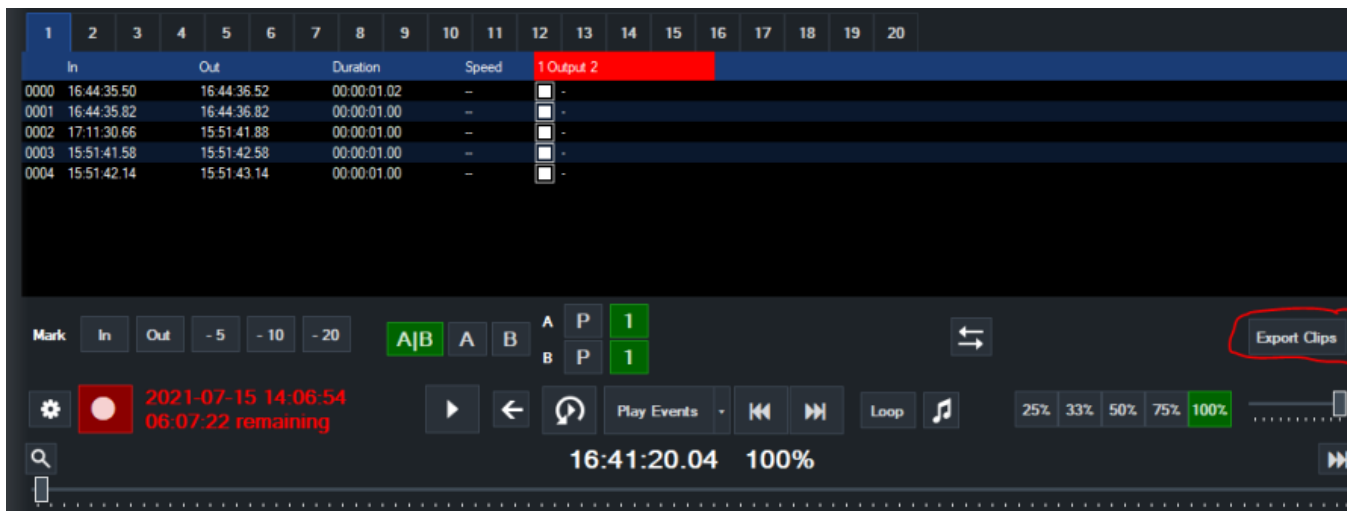 1 2 3 4 5 6 7 8 9 10 11 12 13 14 15 16 17 18 19 20
In Out Duration Speed 1 Output 2
0000 16:44:35.50 16:44:36.52 00:00:01.02 -- -
0001 16:44:35.82 16:44:36.82 00:00:01.00 -- -
0002 17:11:30.66 15:51:41.88 00:00:01.00 -- -
0003 15:51:41.58 15:51:42.58 00:00:01.00 -- -
0004 15:51:42.14 15:51:43.14 00:00:01.00 -- -
A P 1
Mark In Out - 5 - 10 - 20 A|B A B Export Clips
B P 1
2021-07-15 14:06:54
06:07:22 remaining
Play Events Loop 25% 33% 50% 75% 100%
16:41:20.04 100%